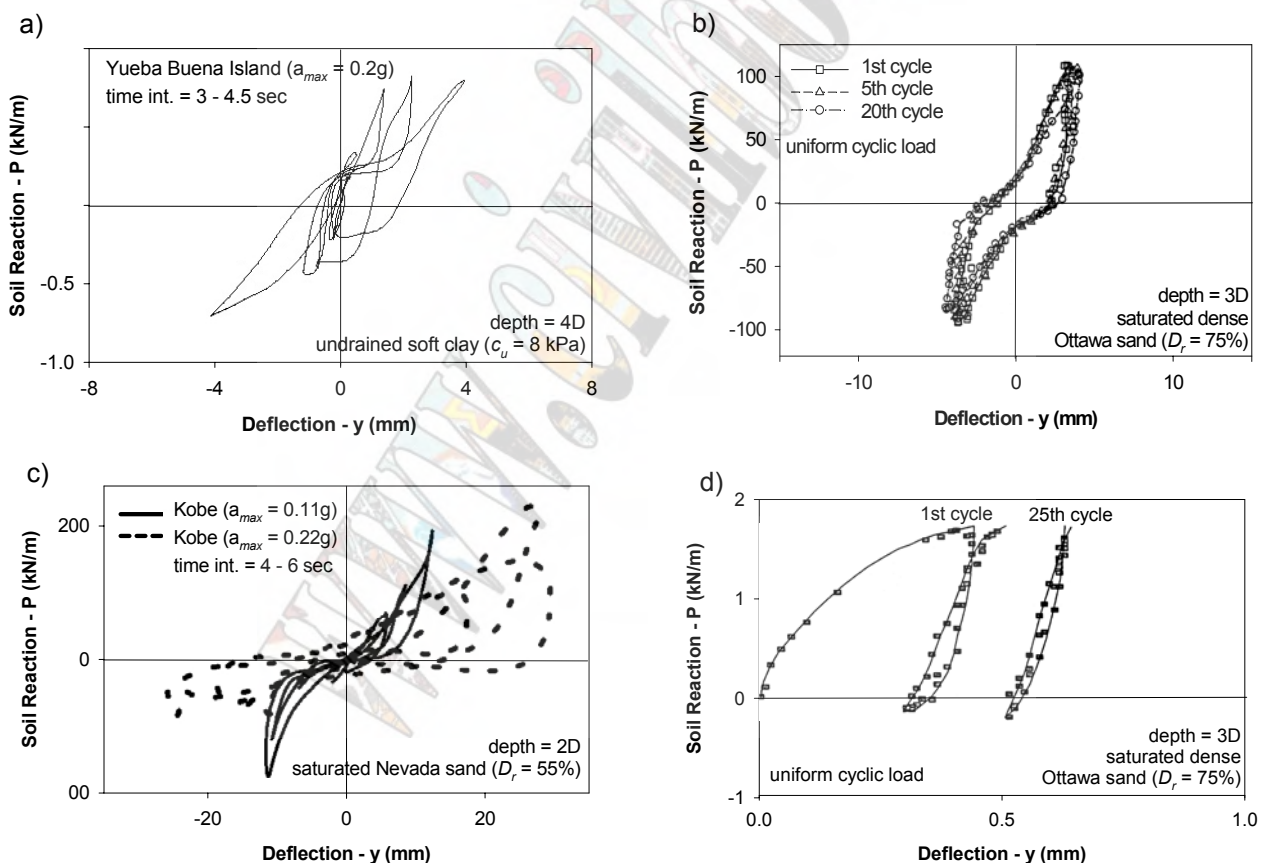 a)
Yueba Buena Island (amax = 0.2g)
time int. = 3 - 4.5 sec
Soil Reaction - P (kN/m)
-0.5
-1.0
depth = 4D
undrained soft clay (cu = 8 kPa)
-8
-4
0
4
8
Deflection - y (mm)
b)
1st cycle
5th cycle
20th cycle
uniform cyclic load
Soil Reaction - P (kN/m)
100
50
0
-50
-100
depth = 3D
saturated dense
Ottawa sand (Dr = 75%)
-10
0
10
Deflection - y (mm)
c)
Kobe (amax = 0.11g)
Kobe (amax = 0.22g)
time int. = 4 - 6 sec
Soil Reaction - P (kN/m)
200
0
00
depth = 2D
saturated Nevada sand (Dr = 55%)
-20
0
20
Deflection - y (mm)
d)
1st cycle
25th cycle
Soil Reaction - P (kN/m)
2
1
0
-1
uniform cyclic load
depth = 3D
saturated dense
Ottawa sand (Dr = 75%)
0.0
0.5
1.0
Deflection - y (mm)